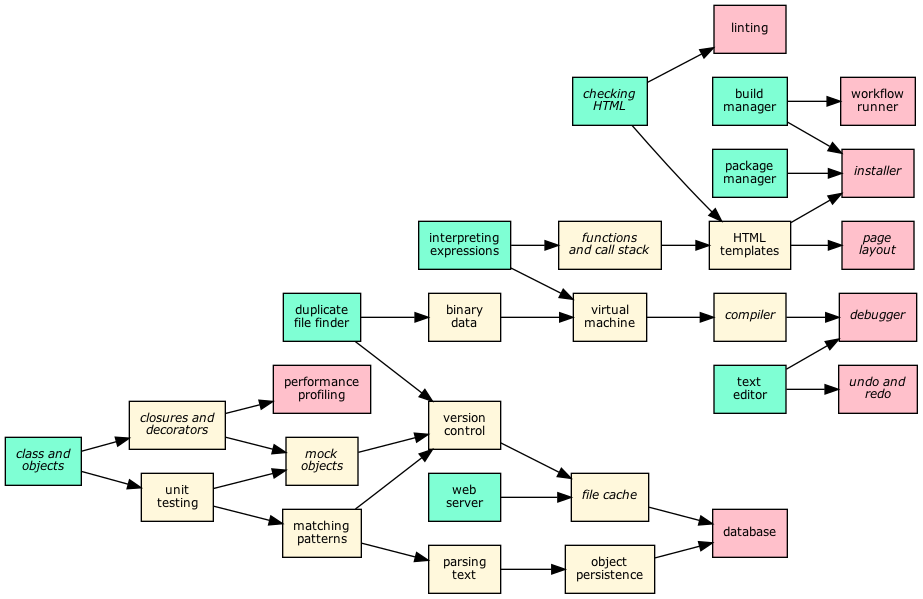 linting
checking
HTML
build
manager
workflow
runner
package
manager
installer
interpreting
expressions
functions
and call stack
HTML
templates
page
layout
duplicate
file finder
binary
data
virtual
machine
compiler
debugger
performance
profiling
text
editor
undo and
redo
closures and
decorators
version
control
class and
objects
mock
objects
unit
testing
web
server
file cache
matching
patterns
database
parsing
text
object
persistence